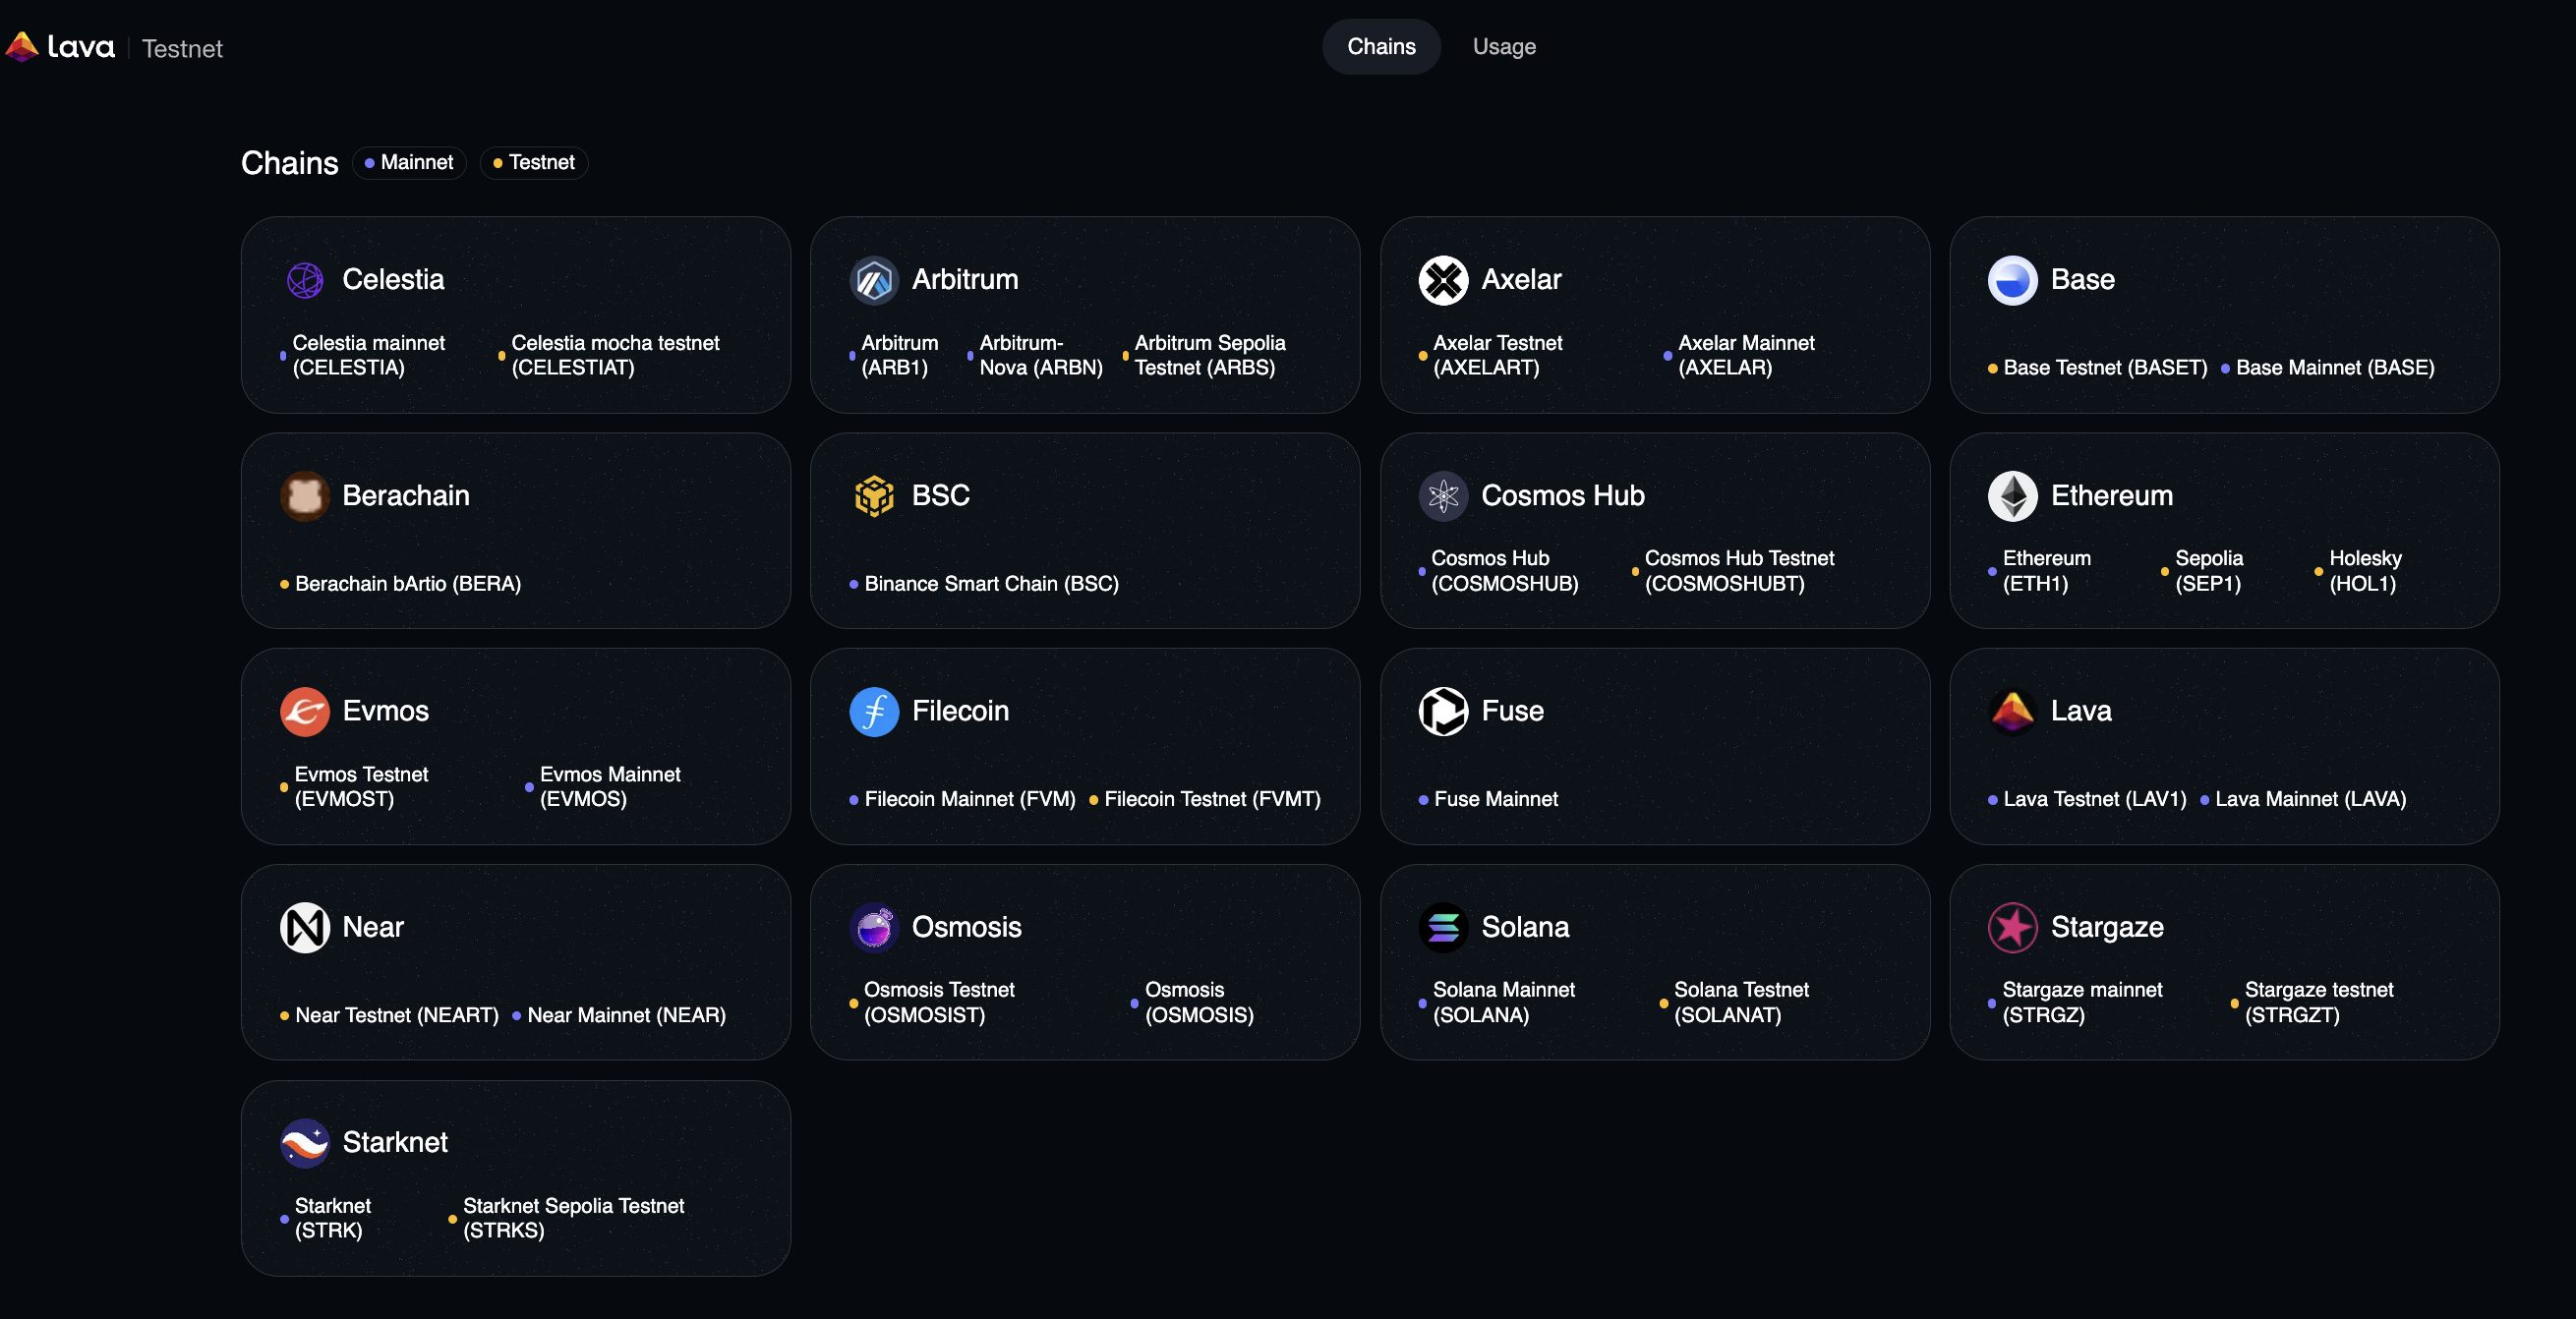 lava | Testnet
Chains
Usage
Chains
Mainnet
Testnet
Celestia
Celestia mainnet
(CELESTIA)
Celestia mocha testnet
(CELESTIAT)
Arbitrum
Arbitrum
(ARB1)
Arbitrum-
Nova (ARBN)
Arbitrum Sepolia
Testnet (ARBS)
Axelar
Axelar Testnet
(AXELART)
Axelar Mainnet
(AXELAR)
Base
Base Testnet (BASET)
Base Mainnet (BASE)
Berachain
Berachain bArtio (BERA)
BSC
Binance Smart Chain (BSC)
Cosmos Hub
Cosmos Hub
(COSMOSHUB)
Cosmos Hub Testnet
(COSMOSHUBT)
Ethereum
Ethereum
(ETH1)
Sepolia
(SEP1)
Holesky
(HOL1)
Evmos
Evmos Testnet
(EVMOST)
Evmos Mainnet
(EVMOS)
Filecoin
Filecoin Mainnet (FVM)
Filecoin Testnet (FVMT)
Fuse
Fuse Mainnet
Lava
Lava Testnet (LAV1)
Lava Mainnet (LAVA)
Near
Near Testnet (NEART)
Near Mainnet (NEAR)
Osmosis
Osmosis Testnet
(OSMOSIST)
Osmosis
(OSMOSIS)
Solana
Solana Mainnet
(SOLANA)
Solana Testnet
(SOLANAT)
Stargaze
Stargaze mainnet
(STRGZ)
Stargaze testnet
(STRGZT)
Starknet
Starknet
(STRK)
Starknet Sepolia Testnet
(STRKS)